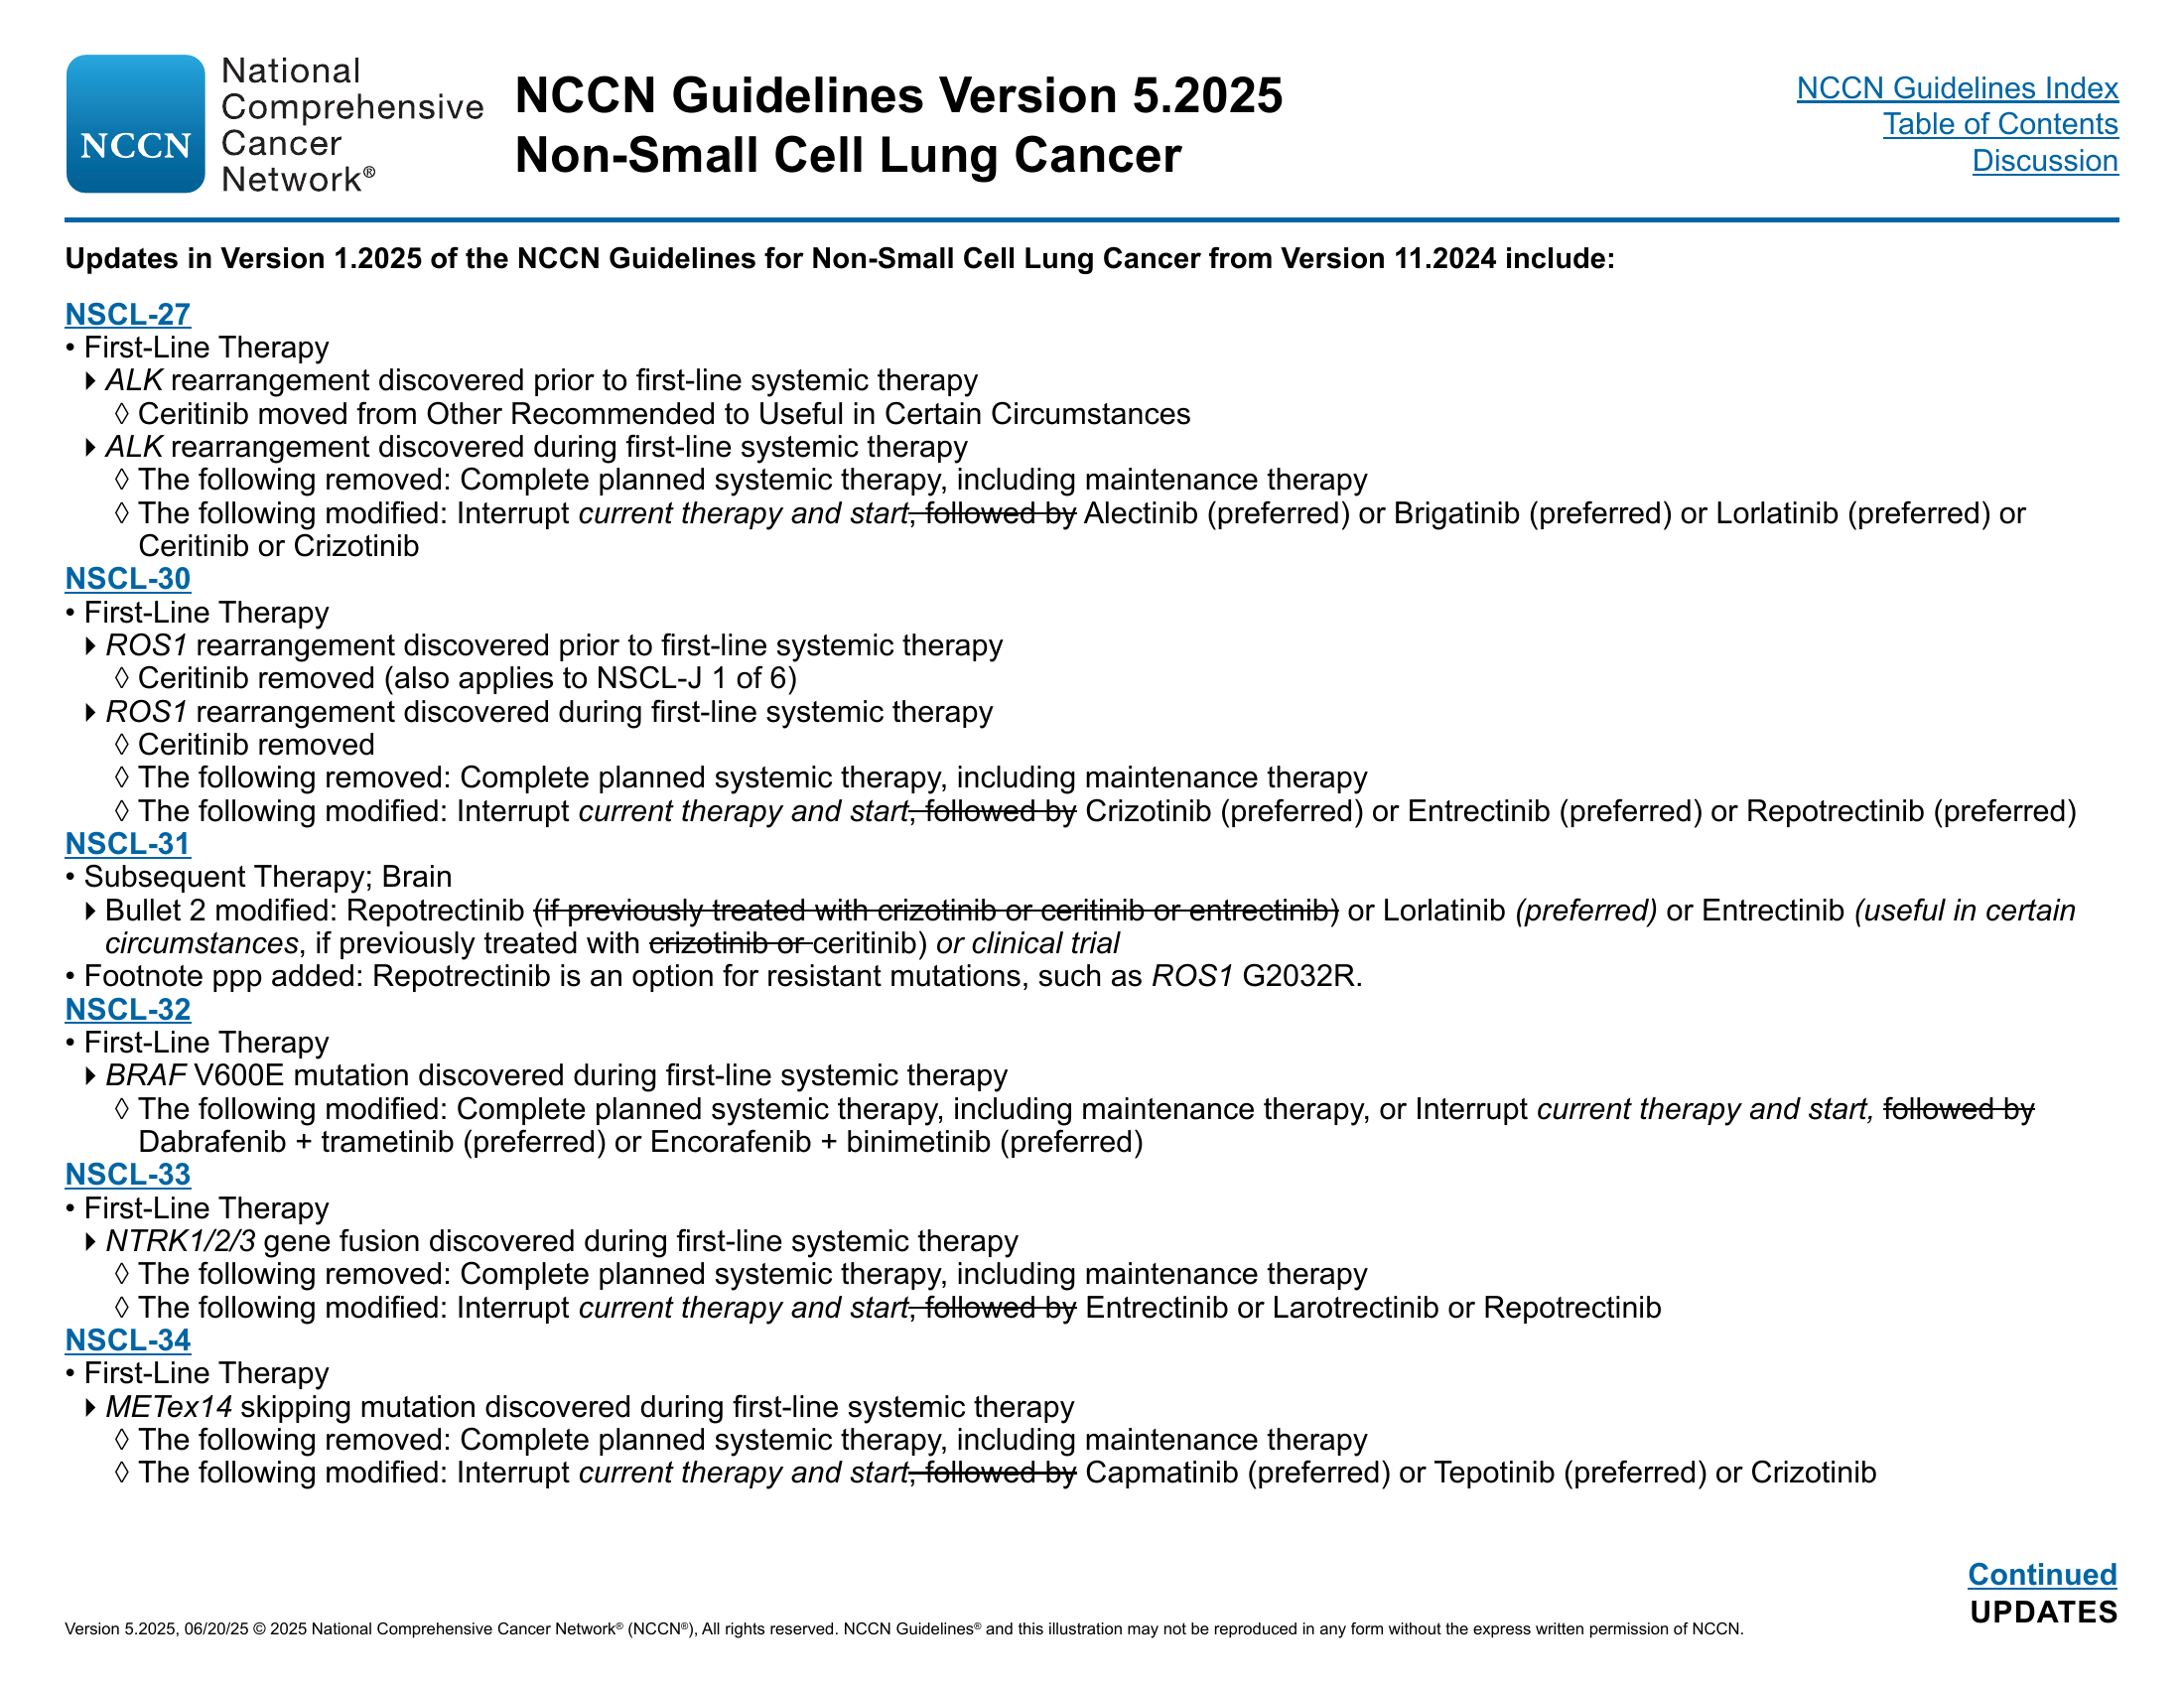 National
Comprehensive
NCCN Cancer
Network®
NCCN Guidelines Version 5.2025
Non-Small Cell Lung Cancer
NCCN Guidelines Index
Table of Contents
Discussion
Updates in Version 1.2025 of the NCCN Guidelines for Non-Small Cell Lung Cancer from Version 11.2024 include:
NSCL-27
• First-Line Therapy
▸ ALK rearrangement discovered prior to first-line systemic therapy
◊ Ceritinib moved from Other Recommended to Useful in Certain Circumstances
▸ ALK rearrangement discovered during first-line systemic therapy
◊ The following removed: Complete planned systemic therapy, including maintenance therapy
◊ The following modified: Interrupt current therapy and start, followed by Alectinib (preferred) or Brigatinib (preferred) or Lorlatinib (preferred) or
Ceritinib or Crizotinib
NSCL-30
• First-Line Therapy
▸ ROS1 rearrangement discovered prior to first-line systemic therapy
◊ Ceritinib removed (also applies to NSCL-J 1 of 6)
▸ ROS1 rearrangement discovered during first-line systemic therapy
◊ Ceritinib removed
◊ The following removed: Complete planned systemic therapy, including maintenance therapy
◊ The following modified: Interrupt current therapy and start, followed by Crizotinib (preferred) or Entrectinib (preferred) or Repotrectinib (preferred)
NSCL-31
• Subsequent Therapy; Brain
▸ Bullet 2 modified: Repotrectinib (if previously treated with crizotinib or ceritinib or entrectinib) or Lorlatinib (preferred) or Entrectinib (useful in certain
circumstances, if previously treated with crizotinib or ceritinib) or clinical trial
• Footnote ppp added: Repotrectinib is an option for resistant mutations, such as ROS1 G2032R.
NSCL-32
• First-Line Therapy
▸ BRAF V600E mutation discovered during first-line systemic therapy
◊ The following modified: Complete planned systemic therapy, including maintenance therapy, or Interrupt current therapy and start, followed by
Dabrafenib + trametinib (preferred) or Encorafenib + binimetinib (preferred)
NSCL-33
• First-Line Therapy
▸ NTRK1/2/3 gene fusion discovered during first-line systemic therapy
◊ The following removed: Complete planned systemic therapy, including maintenance therapy
◊ The following modified: Interrupt current therapy and start, followed by Entrectinib or Larotrectinib or Repotrectinib
NSCL-34
• First-Line Therapy
▸ METex14 skipping mutation discovered during first-line systemic therapy
◊ The following removed: Complete planned systemic therapy, including maintenance therapy
◊ The following modified: Interrupt current therapy and start, followed by Capmatinib (preferred) or Tepotinib (preferred) or Crizotinib
Continued
UPDATES
Version 5.2025, 06/20/25 © 2025 National Comprehensive Cancer Network® (NCCN®), All rights reserved. NCCN Guidelines® and this illustration may not be reproduced in any form without the express written permission of NCCN.